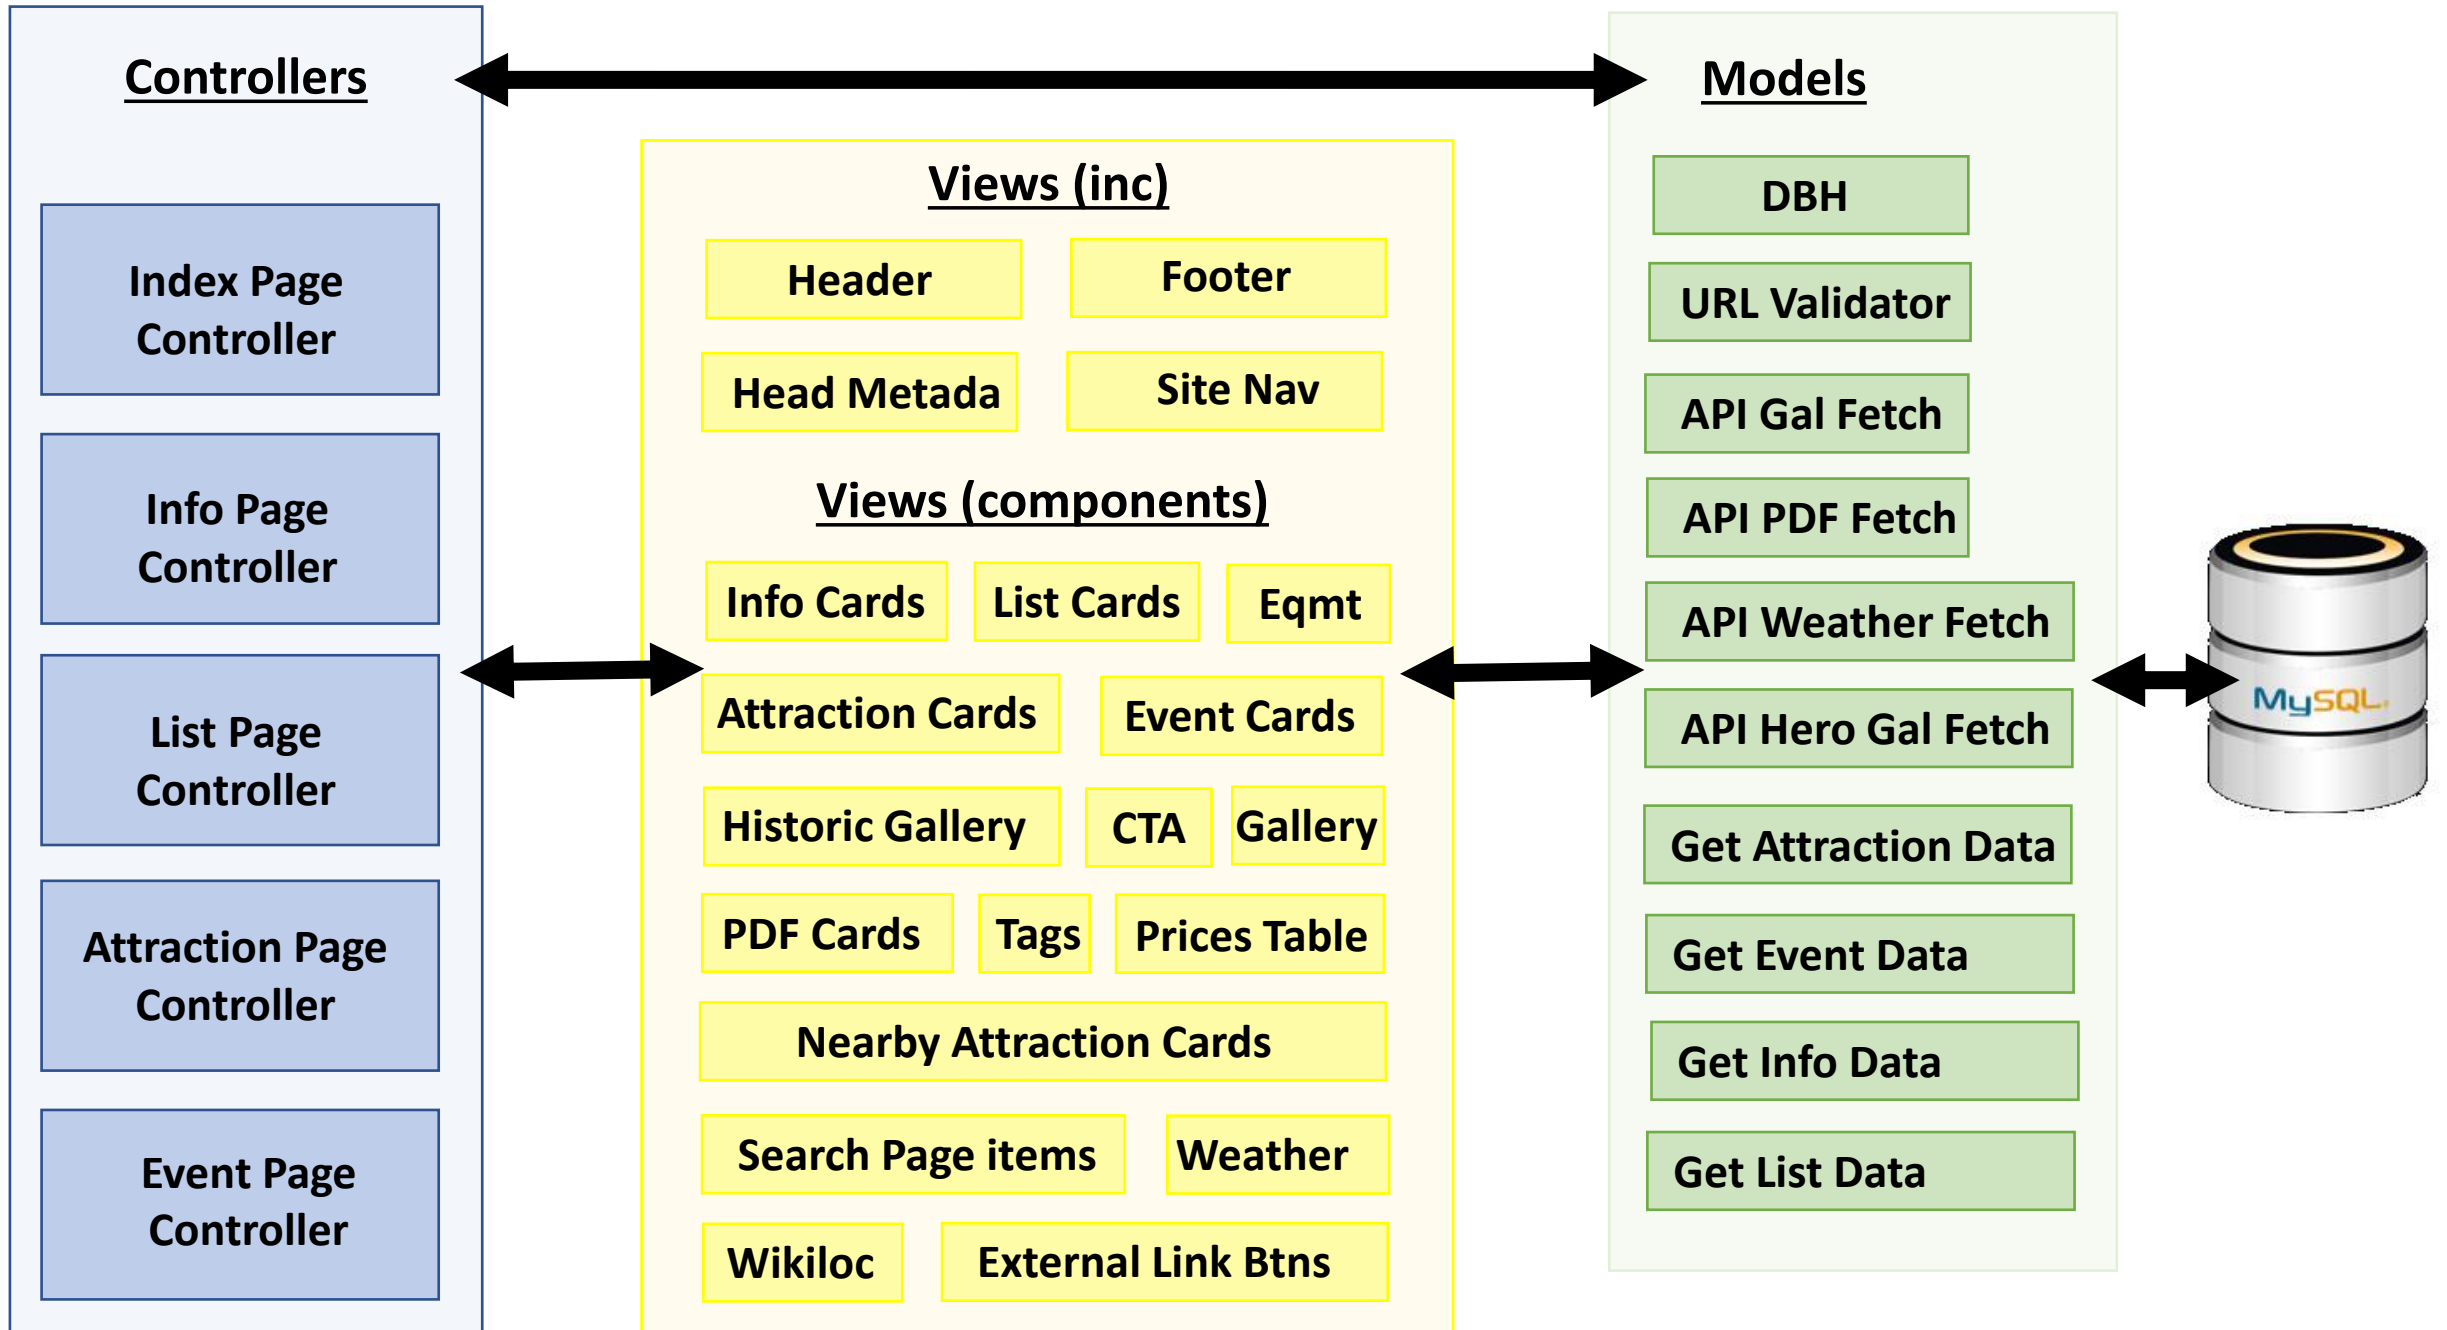 Controllers
Index Page
Controller
Info Page
Controller
List Page
Controller
Attraction Page
Controller
Event Page
Controller
Views (inc)
Header
Footer
Head Metada
Site Nav
Views (components)
Info Cards
List Cards
Eqmt
Attraction Cards
Event Cards
Historic Gallery
CTA
Gallery
PDF Cards
Tags
Prices Table
Nearby Attraction Cards
Search Page items
Weather
Wikiloc
External Link Btns
Models
DBH
URL Validator
API Gal Fetch
API PDF Fetch
API Weather Fetch
API Hero Gal Fetch
Get Attraction Data
Get Event Data
Get Info Data
Get List Data
MySQL